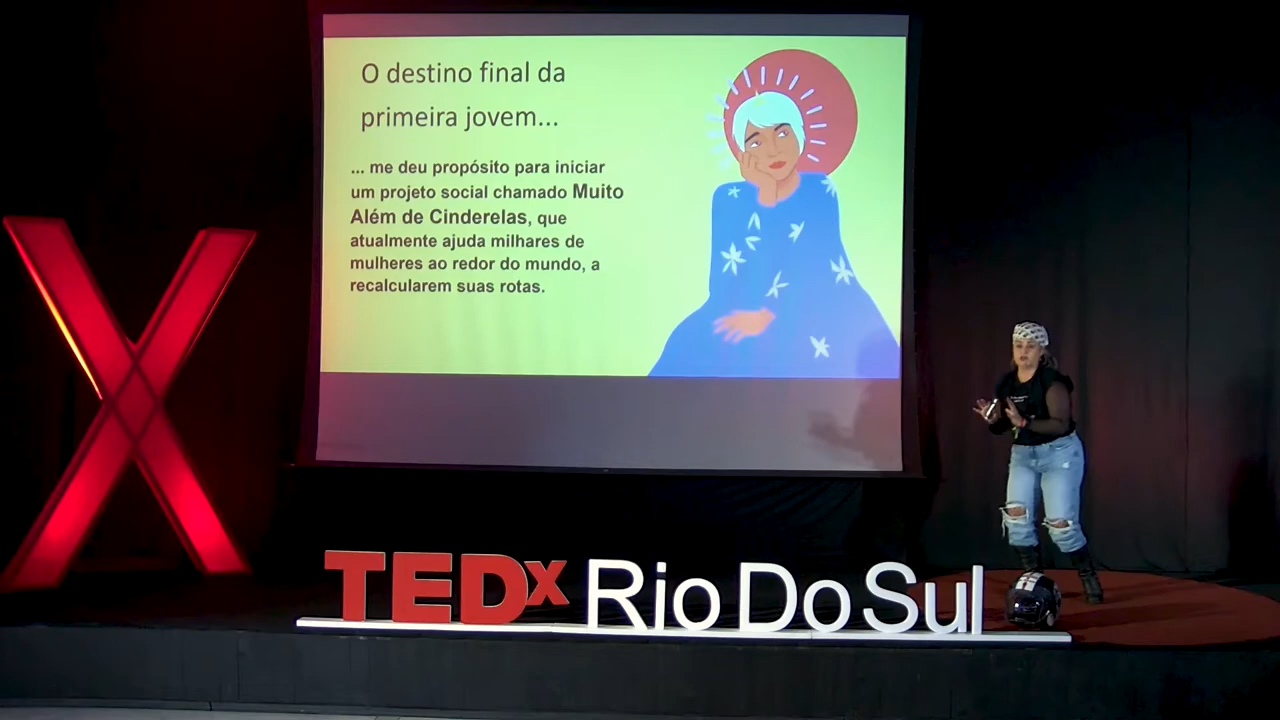 O destino final da
primeira jovem...
... me deu propósito para iniciar
um projeto social chamado Muito
Além de Cinderelas, que
atualmente ajuda milhares de
mulheres ao redor do mundo, a
recalcularem suas rotas.
X
TEDx Rio Do Sul